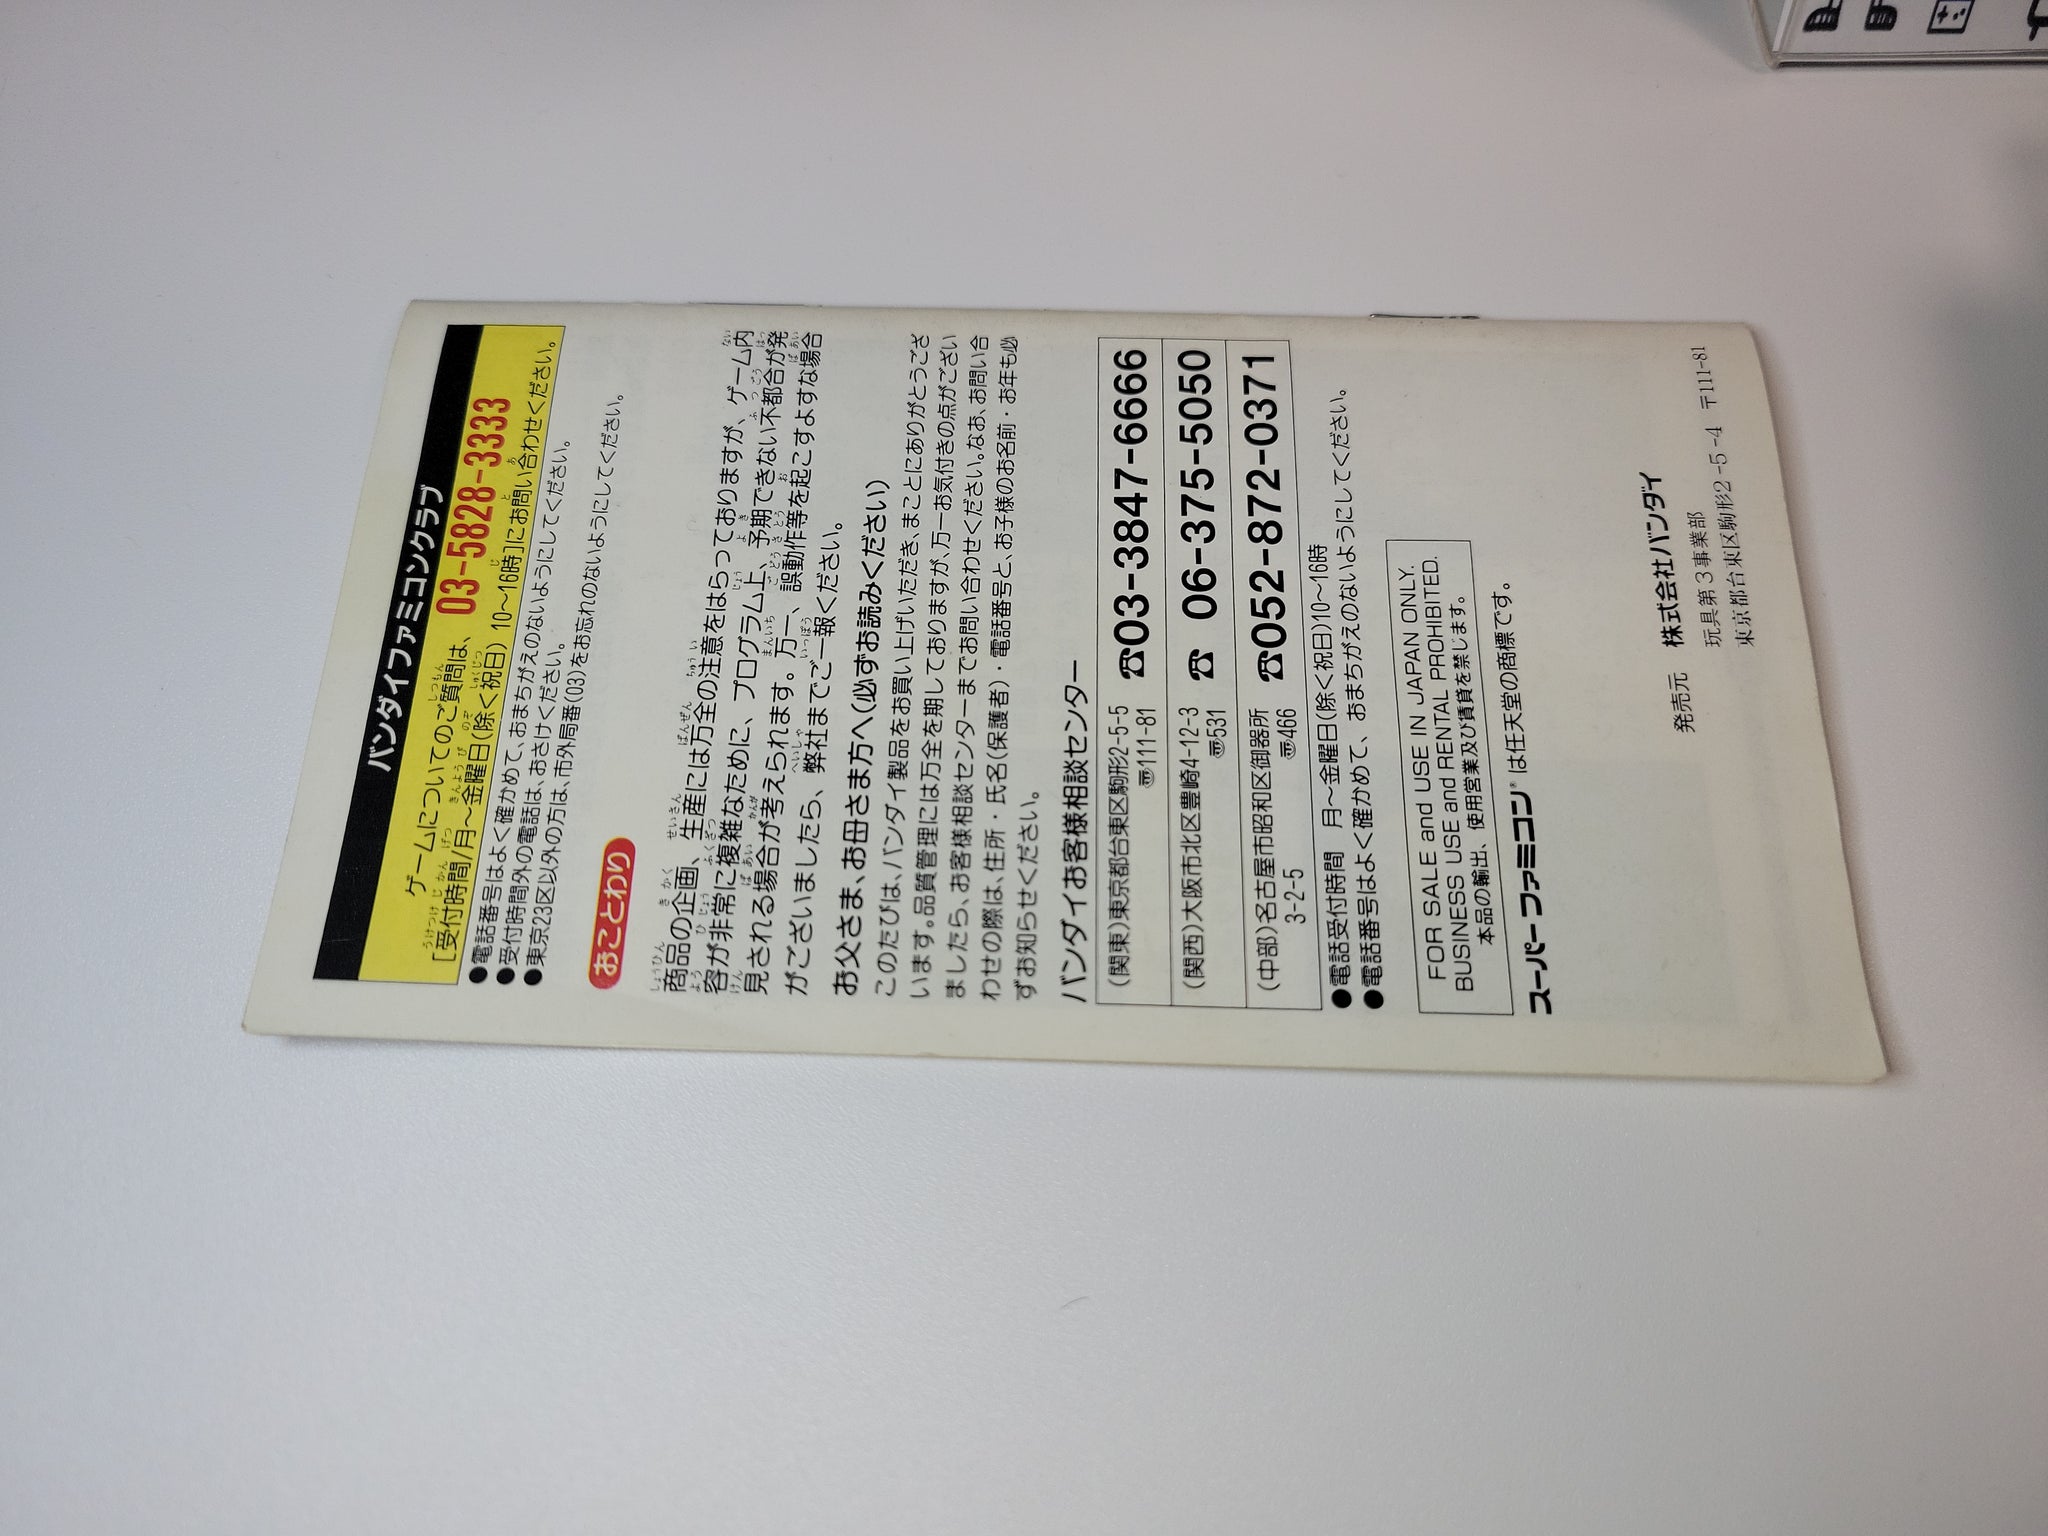 バンダイファミコンクラブ
ゲームについてのご質問は、 03-5828-3333
[受付時間/月～金曜日(除く祝日) 10～16時]にお問い合わせください。
●電話番号はよく確かめて、おまちがえのないようにしてください。
●受付時間外の電話は、おさけください。
●東京23区以外の方は、市外局番(03)をお忘れのないようにしてください。
おことわり
商品の企画、生産には万全の注意をはらっておりますが、ゲーム内
容が非常に複雑なために、プログラム上、予期できない不都合が発
見される場合が考えられます。万一、誤動作等を起こすよすな場合
がございましたら、弊社までご一報ください。
お父さま、お母さま方へ(必ずお読みください)
このたびは、バンダイ製品をお買い上げいただき、まことにありがとうござ
います。品質管理には万全を期しておりますが、万一お気付きの点がござい
ましたら、お客様相談センターまでお問い合わせください。なお、お問い合
わせの際は、住所・氏名(保護者)・電話番号と、お子様のお名前・お年も必
ずお知らせください。
バンダイお客様相談センター
(関東)東京都台東区駒形2-5-5 ☎03-3847-6666
〠111-81
(関西)大阪市北区豊崎4-12-3 ☎ 06-375-5050
〠531
(中部)名古屋市昭和区御器所 ☎052-872-0371
3-2-5 〠466
●電話受付時間 月～金曜日(除く祝日)10～16時
●電話番号はよく確かめて、おまちがえのないようにしてください。
FOR SALE and USE IN JAPAN ONLY.
BUSINESS USE and RENTAL PROHIBITED.
本品の輸出、使用営業及び賃貸を禁じます。
スーパーファミコン® は任天堂の商標です。
発売元 株式会社バンダイ
玩具第3事業部
東京都台東区駒形2-5-4 〒111-81